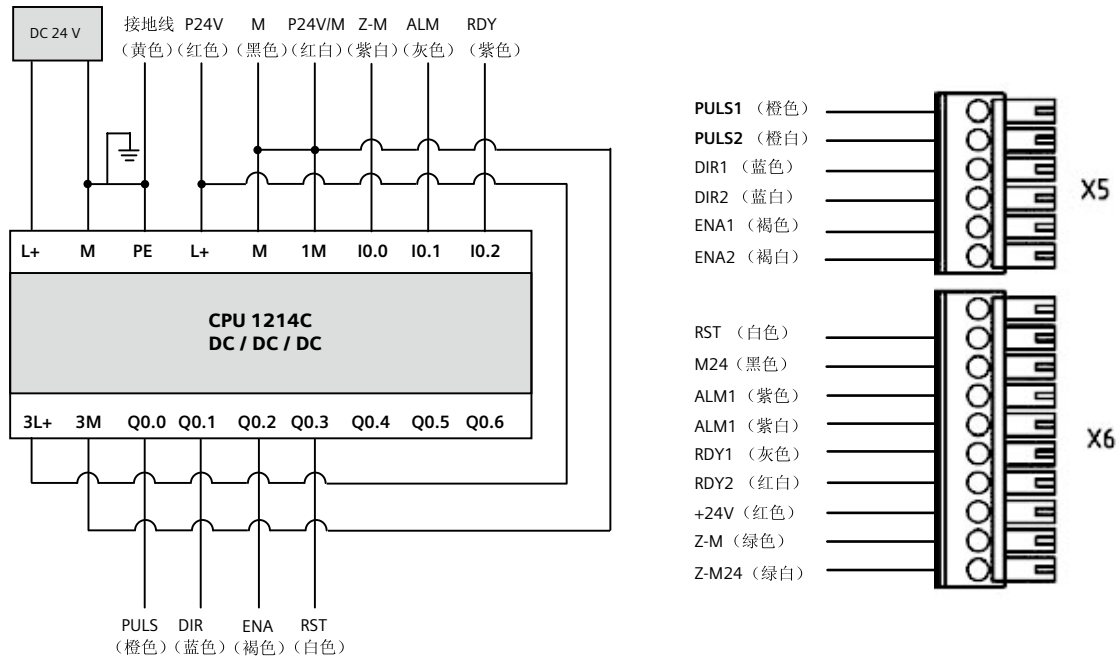 DC 24 V
接地线 P24V M P24V/M Z-M ALM RDY
（黄色）（红色）（黑色）（红白）（紫白）（灰色）（紫色）
L+ M PE L+ M 1M I0.0 I0.1 I0.2
CPU 1214C
DC / DC / DC
3L+ 3M Q0.0 Q0.1 Q0.2 Q0.3 Q0.4 Q0.5 Q0.6
PULS DIR ENA RST
（橙色）（蓝色）（褐色）（白色）
PULS1 （橙色）
PULS2 （橙白）
DIR1 （蓝色）
DIR2 （蓝白）
ENA1 （褐色）
ENA2 （褐白）
X5
RST （白色）
M24（黑色）
ALM1 （紫色）
ALM1 （紫白）
RDY1 （灰色）
RDY2 （红白）
+24V（红色）
Z-M（绿色）
Z-M24（绿白）
X6